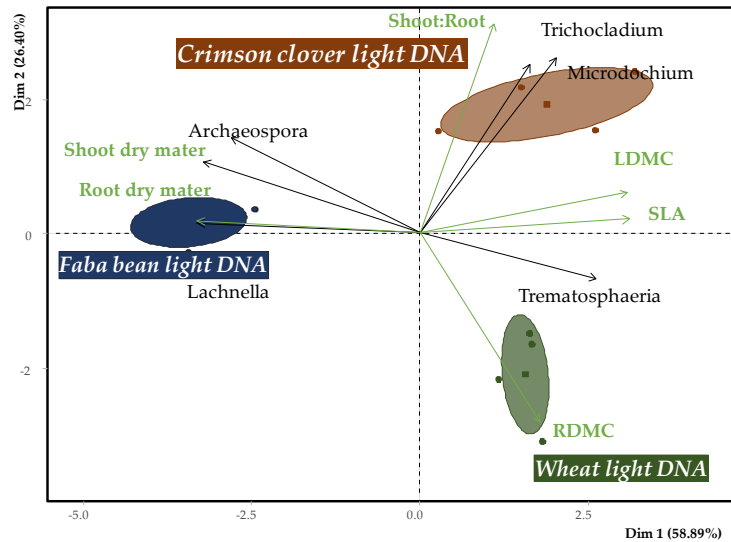 Shoot:Root
Trichocladium
Crimson clover light DNA
Microdochium
Dim 2 (26.40%)
2
Archaeospora
Shoot dry mater
LDMC
Root dry mater
SLA
0
Faba bean light DNA
Lachnella
Trematosphaeria
-2
RDMC
Wheat light DNA
-5.0
-2.5
0.0
2.5
Dim 1 (58.89%)